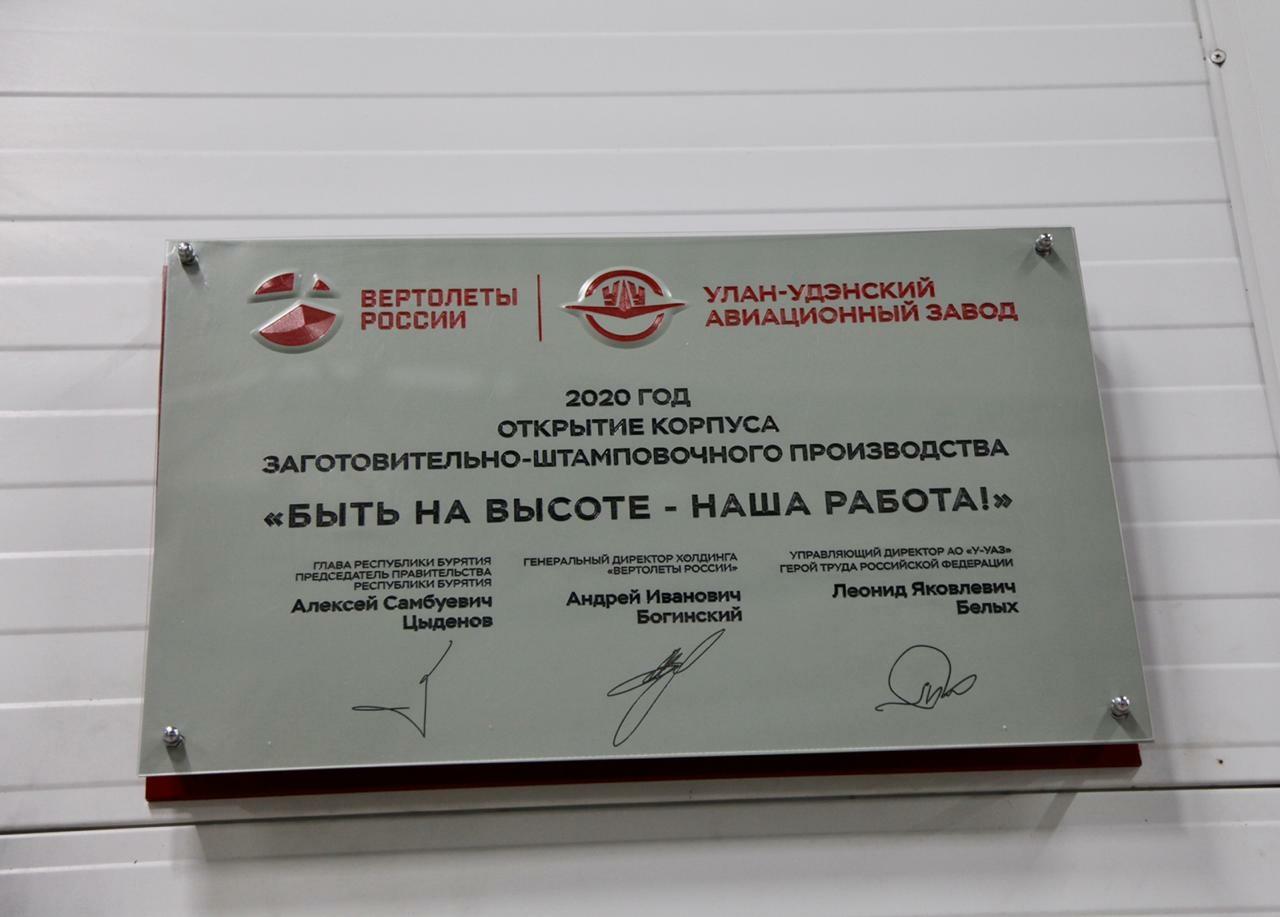 ВЕРТОЛЕТЫ
РОССИИ
УАУ
УЛАН-УДЭНСКИЙ
АВИАЦИОННЫЙ ЗАВОД
2020 ГОД
ОТКРЫТИЕ КОРПУСА
ЗАГОТОВИТЕЛЬНО-ШТАМПОВОЧНОГО ПРОИЗВОДСТВА
«БЫТЬ НА ВЫСОТЕ - НАША РАБОТА!»
ГЛАВА РЕСПУБЛИКИ БУРЯТИЯ
ПРЕДСЕДАТЕЛЬ ПРАВИТЕЛЬСТВА
РЕСПУБЛИКИ БУРЯТИЯ
Алексей Самбуевич
Цыденов
ГЕНЕРАЛЬНЫЙ ДИРЕКТОР ХОЛДИНГА
«ВЕРТОЛЕТЫ РОССИИ»
Андрей Иванович
Богинский
УПРАВЛЯЮЩИЙ ДИРЕКТОР АО «У-УАЗ»
ГЕРОЙ ТРУДА РОССИЙСКОЙ ФЕДЕРАЦИИ
Леонид Яковлевич
Белых